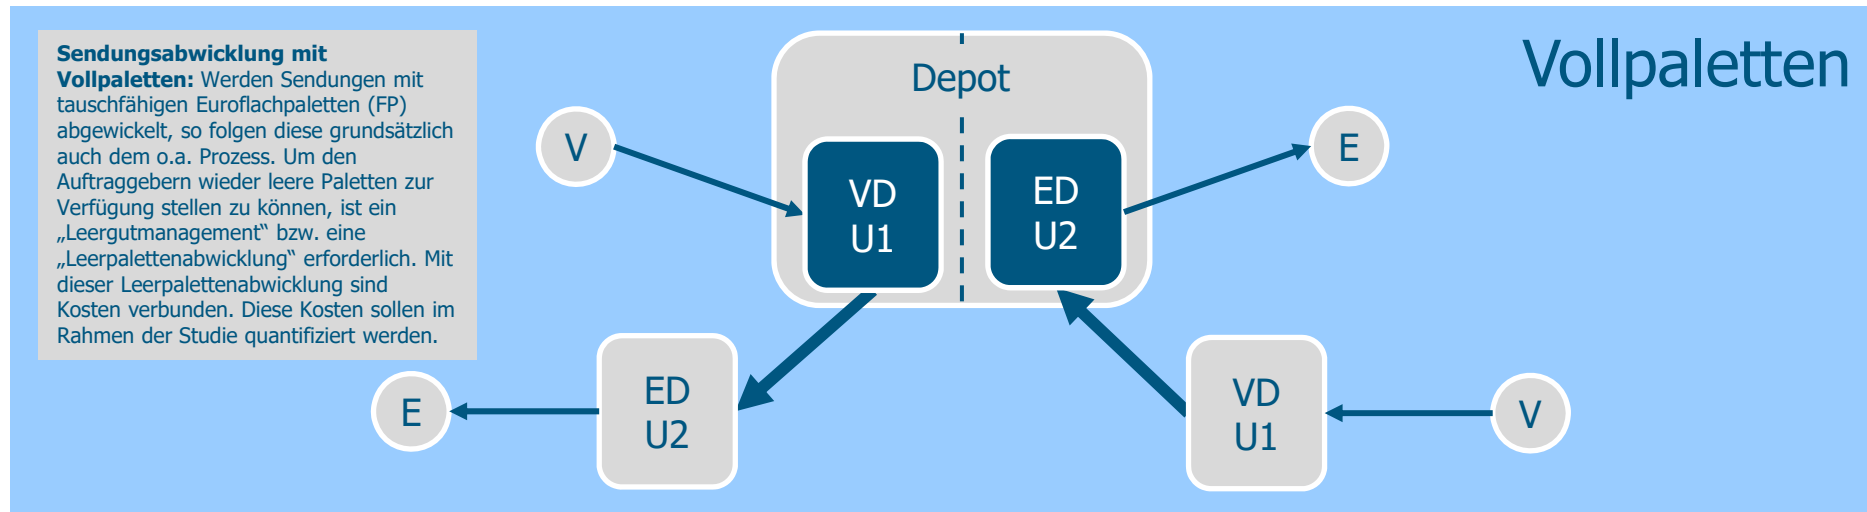 Sendungsabwicklung mit
Vollpaletten: Werden Sendungen mit
tauschfähigen Euroflachpaletten (FP)
abgewickelt, so folgen diese grundsätzlich
auch dem o.a. Prozess. Um den
Auftraggebern wieder leere Paletten zur
Verfügung stellen zu können, ist ein
„Leergutmanagement“ bzw. eine
„Leerpalettenabwicklung“ erforderlich. Mit
dieser Leerpalettenabwicklung sind
Kosten verbunden. Diese Kosten sollen im
Rahmen der Studie quantifiziert werden.
Vollpaletten
Depot
V
VD
U1
ED
U2
E
E
ED
U2
VD
U1
V